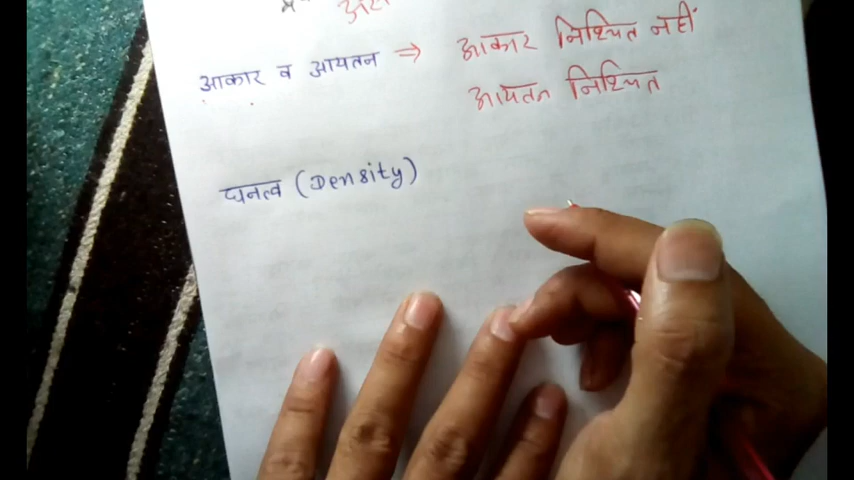 आकार व आयतन ⇒ आकार निश्चित नहीं
आयतन निश्चित
घनत्व (Density)